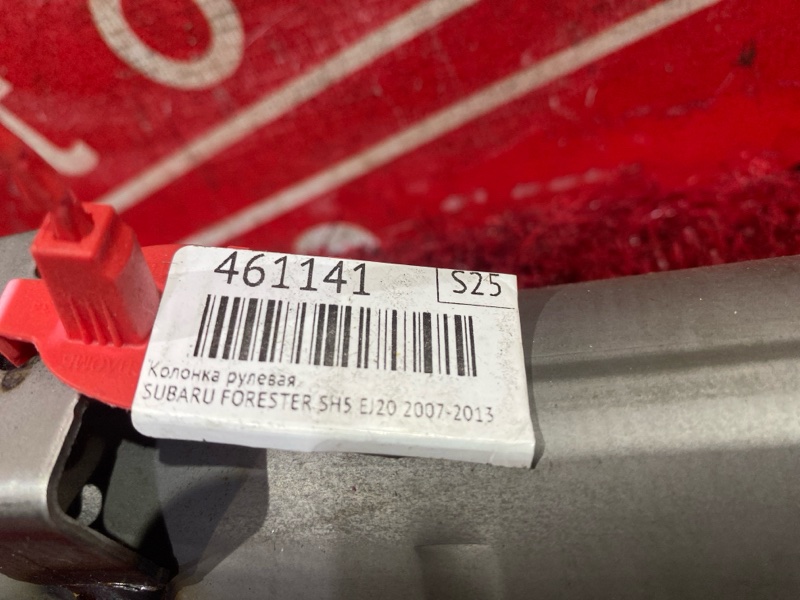 461141
S25
Колонка рулевая
SUBARU FORESTER SH5 EJ20 2007-2013